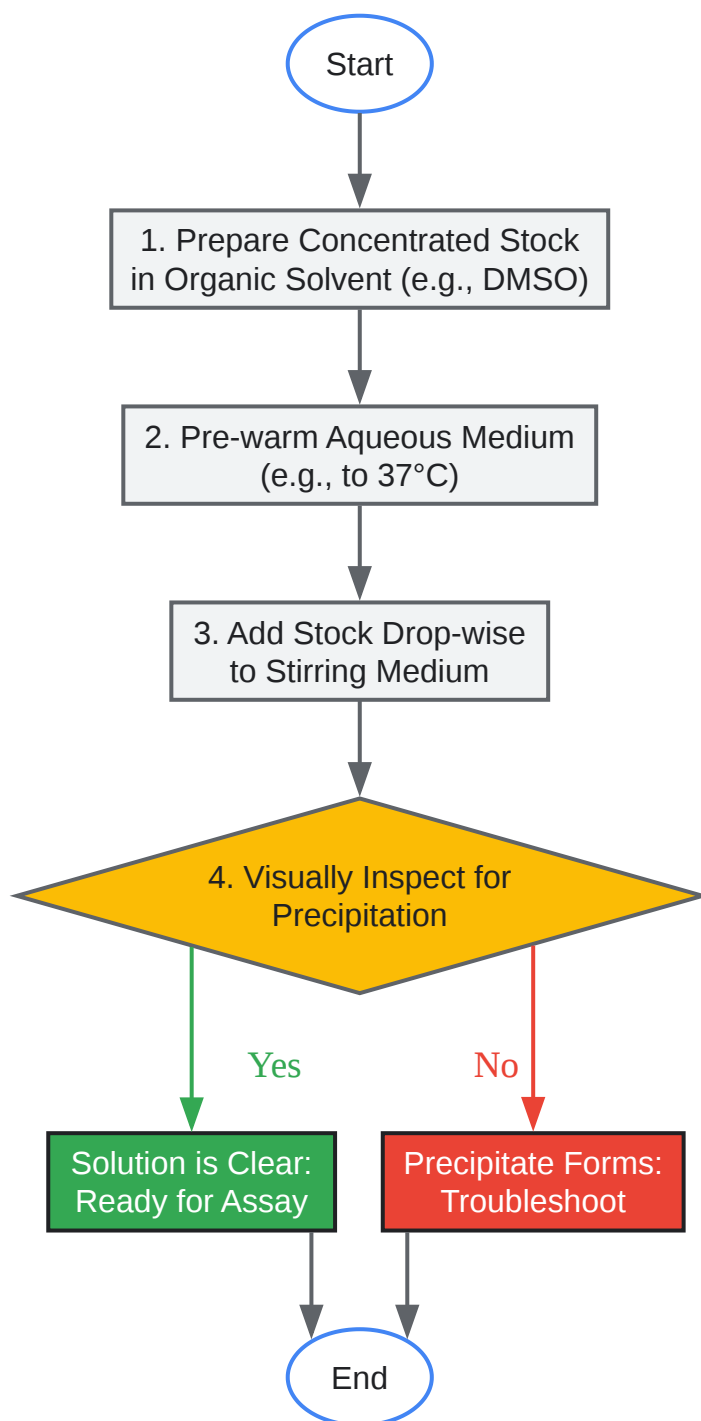 Start
1. Prepare Concentrated Stock
in Organic Solvent (e.g., DMSO)
2. Pre-warm Aqueous Medium
(e.g., to 37°C)
3. Add Stock Drop-wise
to Stirring Medium
4. Visually Inspect for
Precipitation
Yes
No
Solution is Clear:
Ready for Assay
Precipitate Forms:
Troubleshoot
End